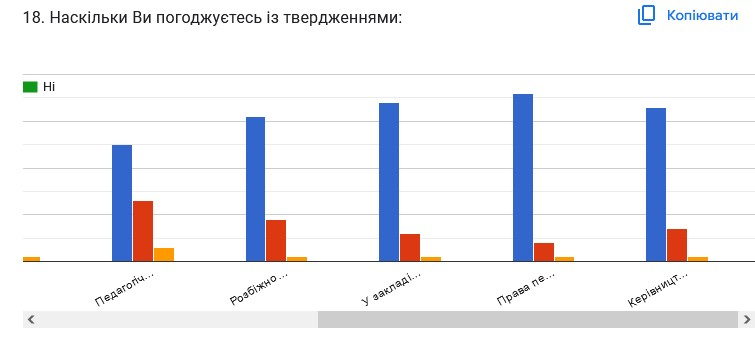 18. Наскільки Ви погоджуєтесь із твердженнями:
Копіювати
Ні
Педагогіч...
Розбіжно...
У закладі...
Права пе...
Керівницт...